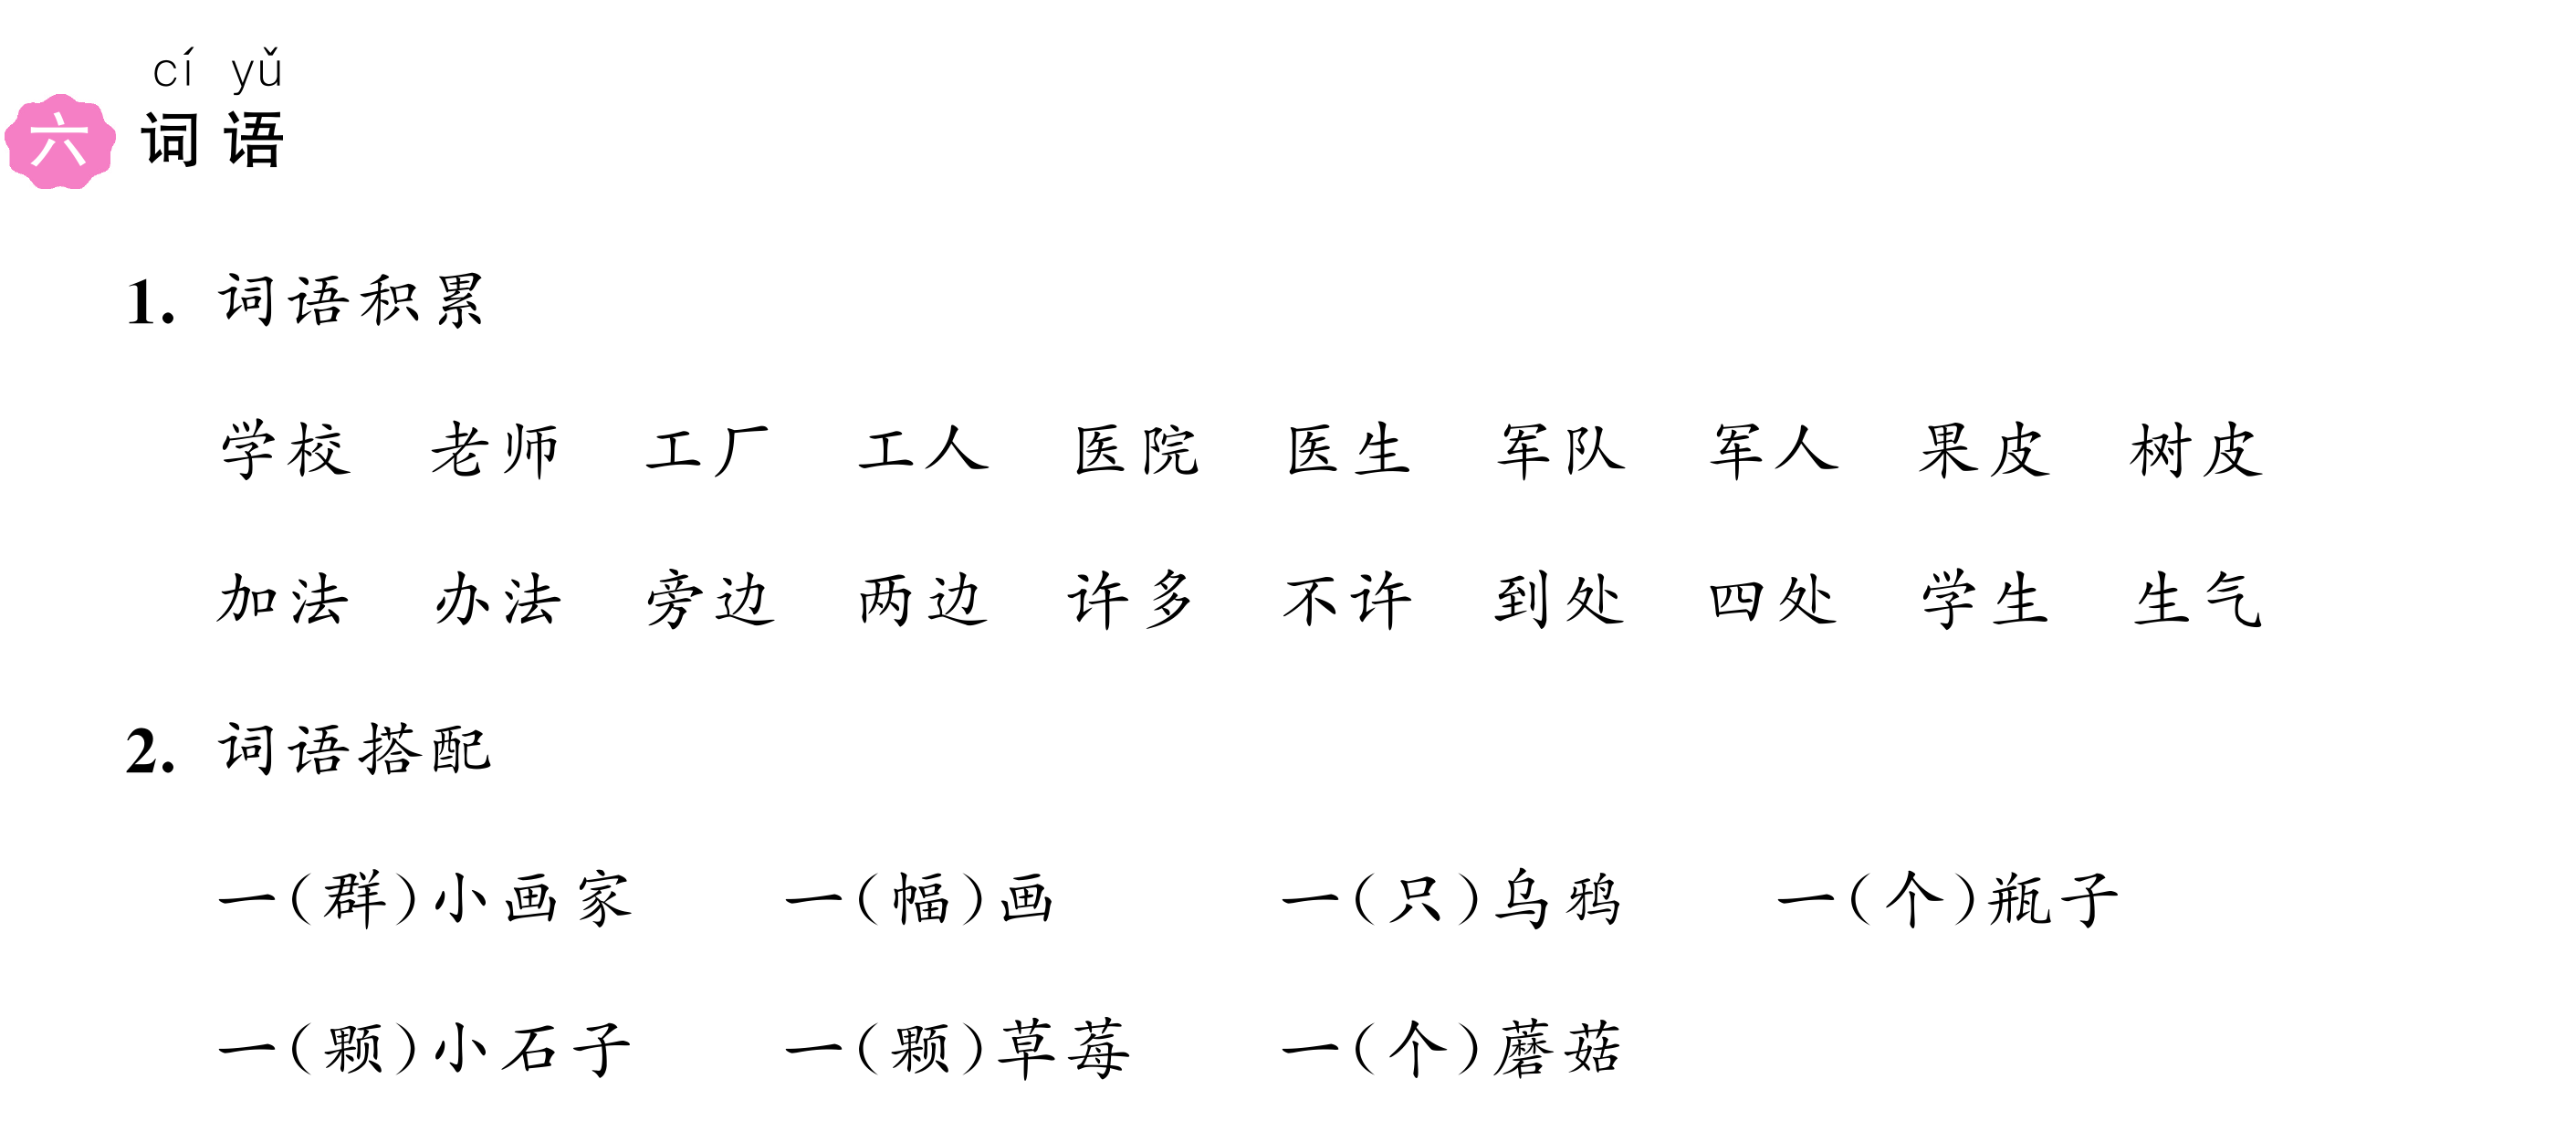 cí yǔ
六 词语
1. 词语积累
学校 老师 工厂 工人 医院 医生 军队 军人 果皮 树皮
加法 办法 旁边 两边 许多 不许 到处 四处 学生 生气
2. 词语搭配
一(群)小画家 一(幅)画 一(只)乌鸦 一(个)瓶子
一(颗)小石子 一(颗)草莓 一(个)蘑菇